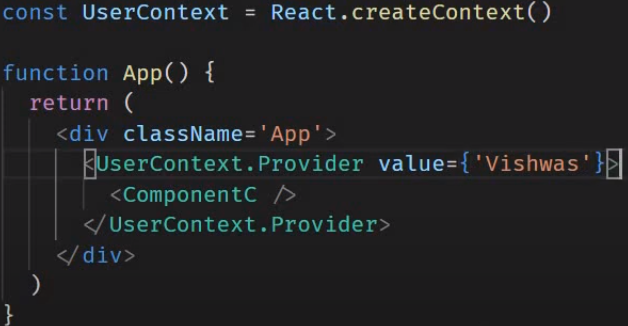 const UserContext = React.createContext()
function App() {
return (
<div className='App'>
<UserContext.Provider value={'Vishwas'}>
<ComponentC />
</UserContext.Provider>
</div>
)
}